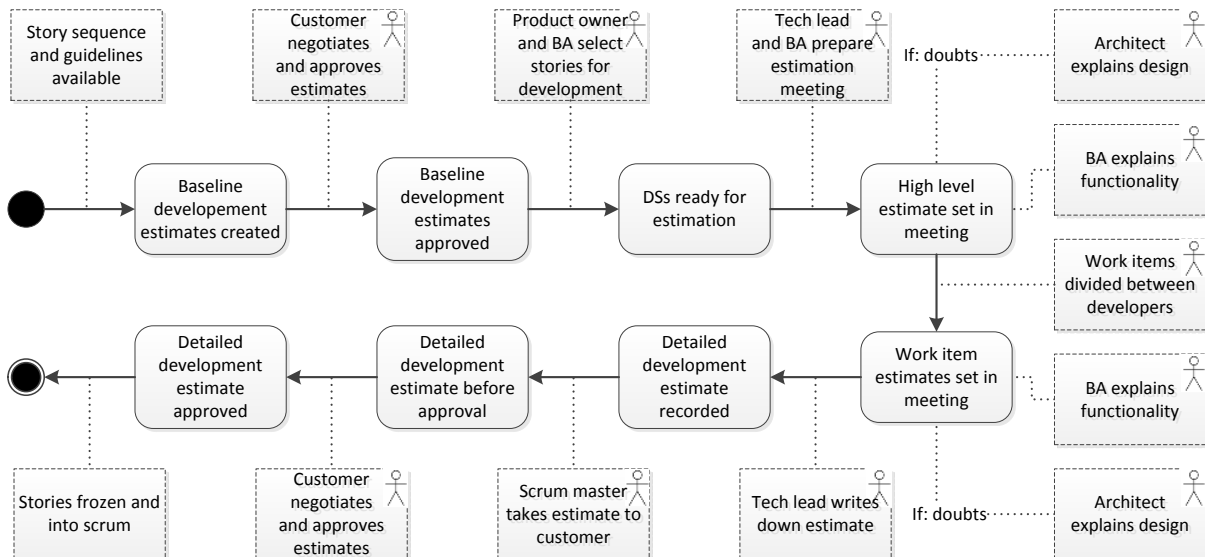 Story sequence
and guidelines
available
Customer
negotiates
and approves
estimates
Product owner
and BA select
stories for
development
Tech lead
and BA prepare
estimation
meeting
If: doubts
Architect
explains design
BA explains
functionality
Baseline
developement
estimates created
Baseline
development
estimates
approved
DSs ready for
estimation
High level
estimate set in
meeting
Work items
divided between
developers
Detailed
development
estimate
approved
Detailed
development
estimate before
approval
Detailed
development
estimate
recorded
Work item
estimates set in
meeting
BA explains
functionality
Stories frozen and
into scrum
Customer
negotiates
and approves
estimates
Scrum master
takes estimate to
customer
Tech lead writes
down estimate
If: doubts
Architect
explains design